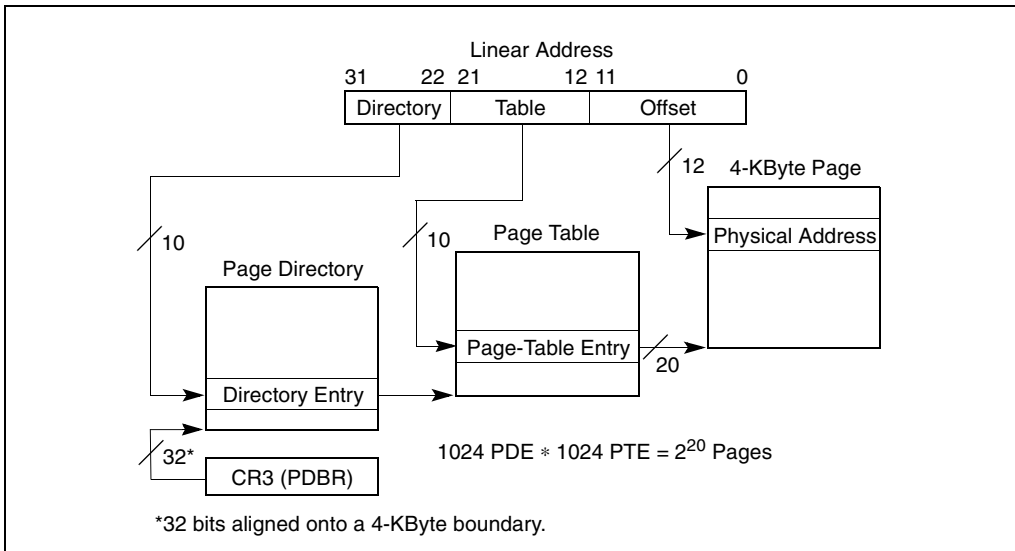 Linear Address
31 22 21 12 11 0
Directory Table Offset
12
4-KByte Page
10
10
Page Table
Physical Address
Page Directory
Page-Table Entry
20
Directory Entry
32*
1024 PDE * 1024 PTE = 2^20 Pages
CR3 (PDBR)
*32 bits aligned onto a 4-KByte boundary.